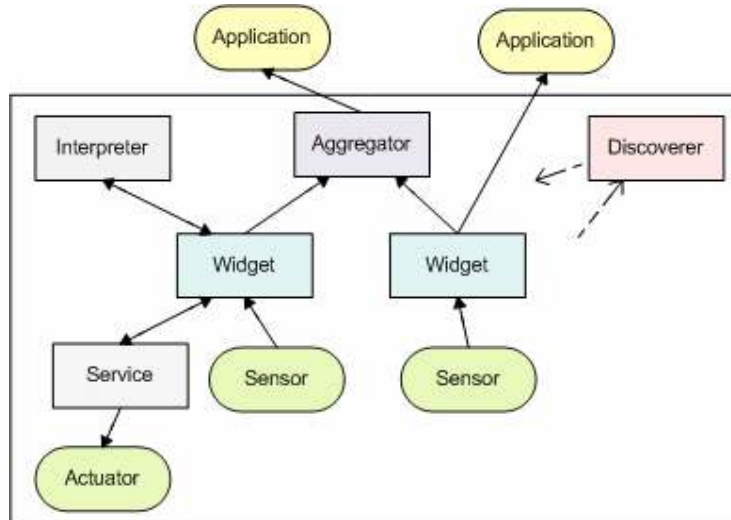 Application
Application
Interpreter
Aggregator
Discoverer
Widget
Widget
Service
Sensor
Sensor
Actuator